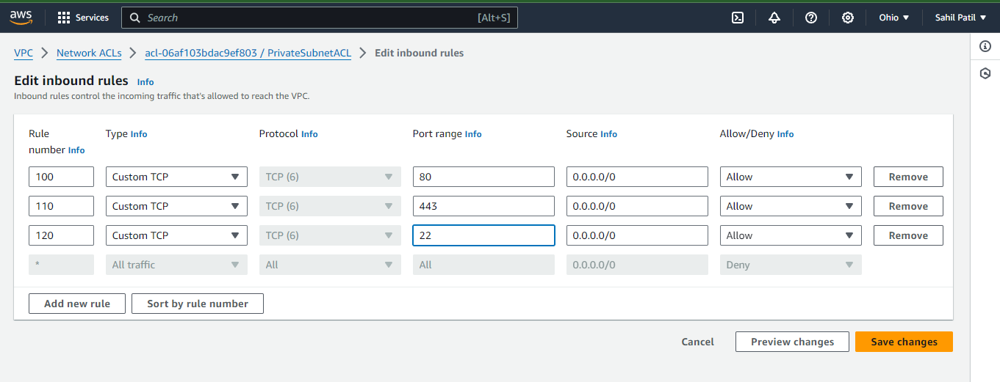 aws Services Search [Alt+S] Ohio Sahil Patil
VPC Network ACLs acl-06af103bdac9ef803 / PrivateSubnetACL Edit inbound rules
Edit inbound rules Info
Inbound rules control the incoming traffic that's allowed to reach the VPC.
Rule number Info Type Info Protocol Info Port range Info Source Info Allow/Deny Info
100 Custom TCP TCP (6) 80 0.0.0.0/0 Allow Remove
110 Custom TCP TCP (6) 443 0.0.0.0/0 Allow Remove
120 Custom TCP TCP (6) 22 0.0.0.0/0 Allow Remove
* All traffic All All 0.0.0.0/0 Deny
Add new rule Sort by rule number
Cancel Preview changes Save changes